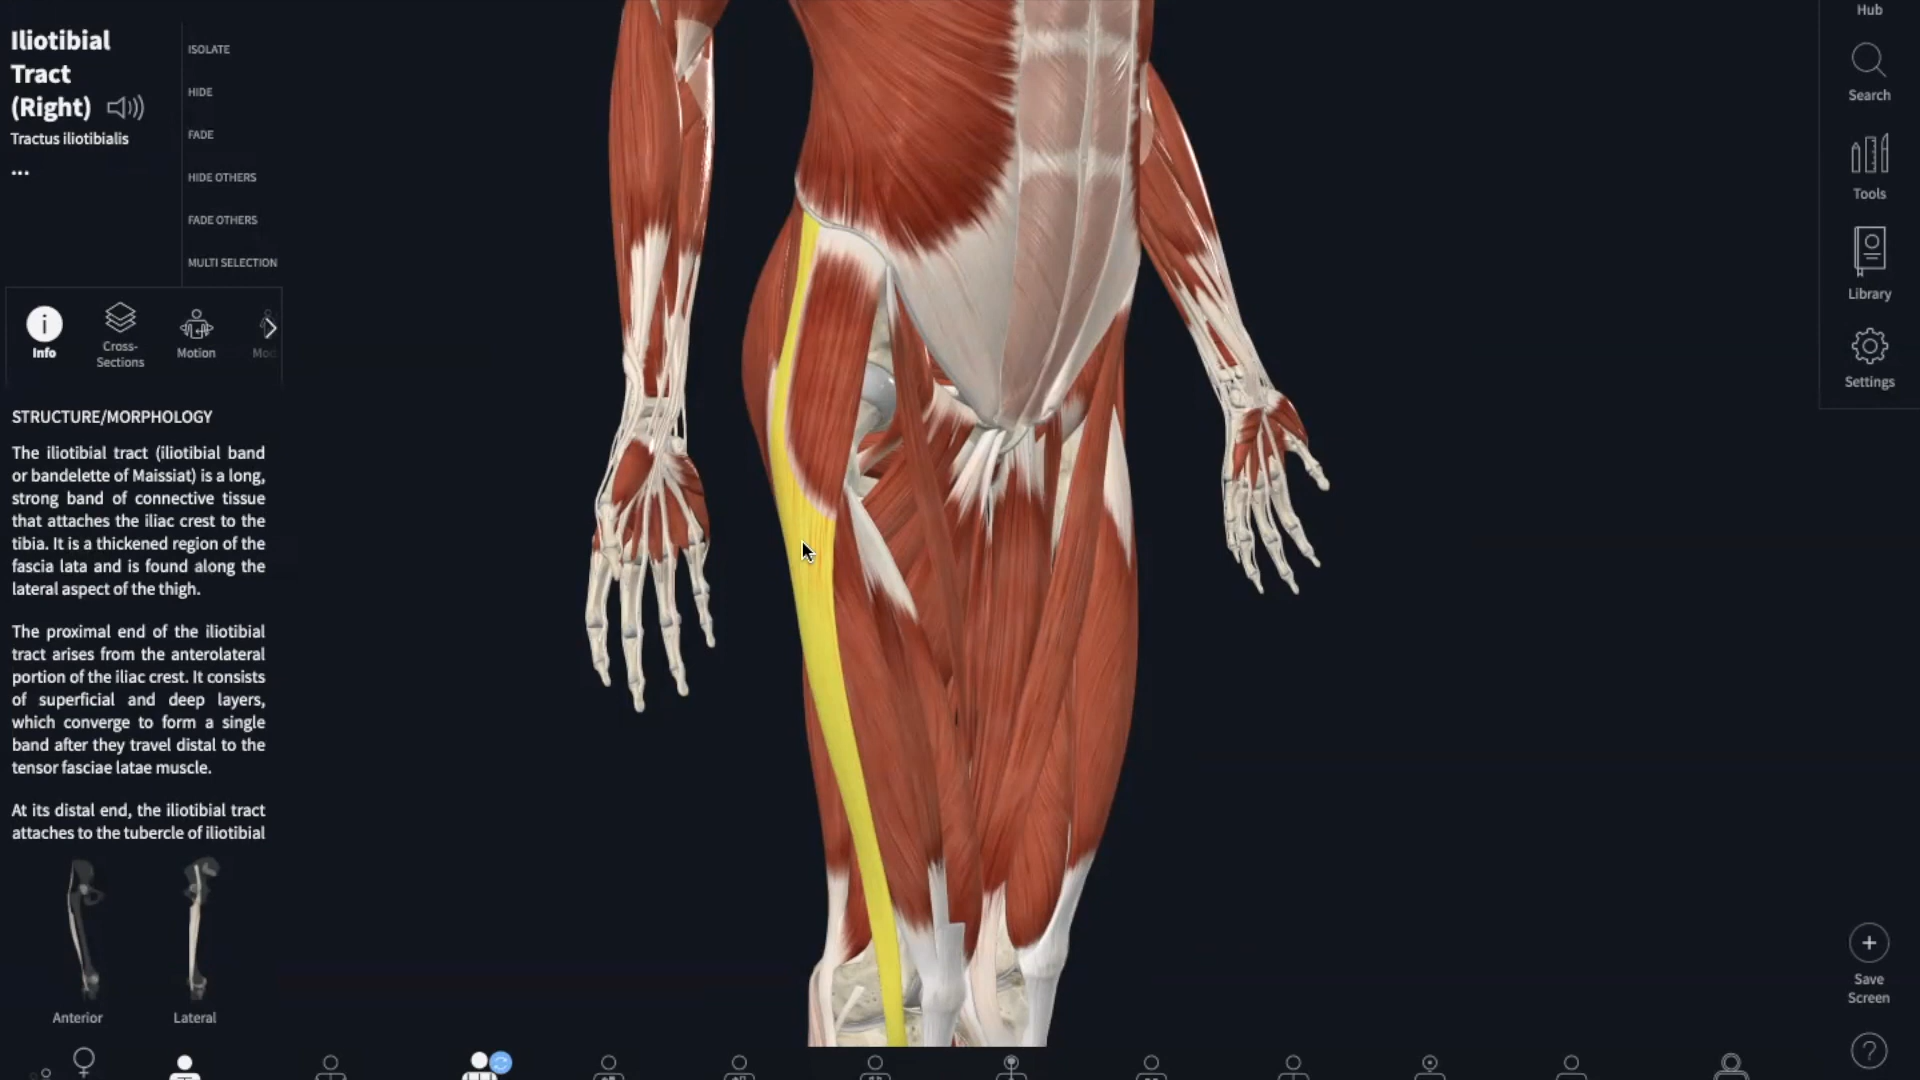 Iliotibial
Tract
(Right)
Tractus iliotibialis
...
ISOLATE
HIDE
FADE
HIDE OTHERS
FADE OTHERS
MULTI SELECTION
Info
Cross-
Sections
Motion
STRUCTURE/MORPHOLOGY
The iliotibial tract (iliotibial band
or bandelette of Maissiat) is a long,
strong band of connective tissue
that attaches the iliac crest to the
tibia. It is a thickened region of the
fascia lata and is found along the
lateral aspect of the thigh.
The proximal end of the iliotibial
tract arises from the anterolateral
portion of the iliac crest. It consists
of superficial and deep layers,
which converge to form a single
band after they travel distal to the
tensor fasciae latae muscle.
At its distal end, the iliotibial tract
attaches to the tubercle of iliotibial
Anterior
Lateral
Hub
Search
Tools
Library
Settings
Save
Screen
?